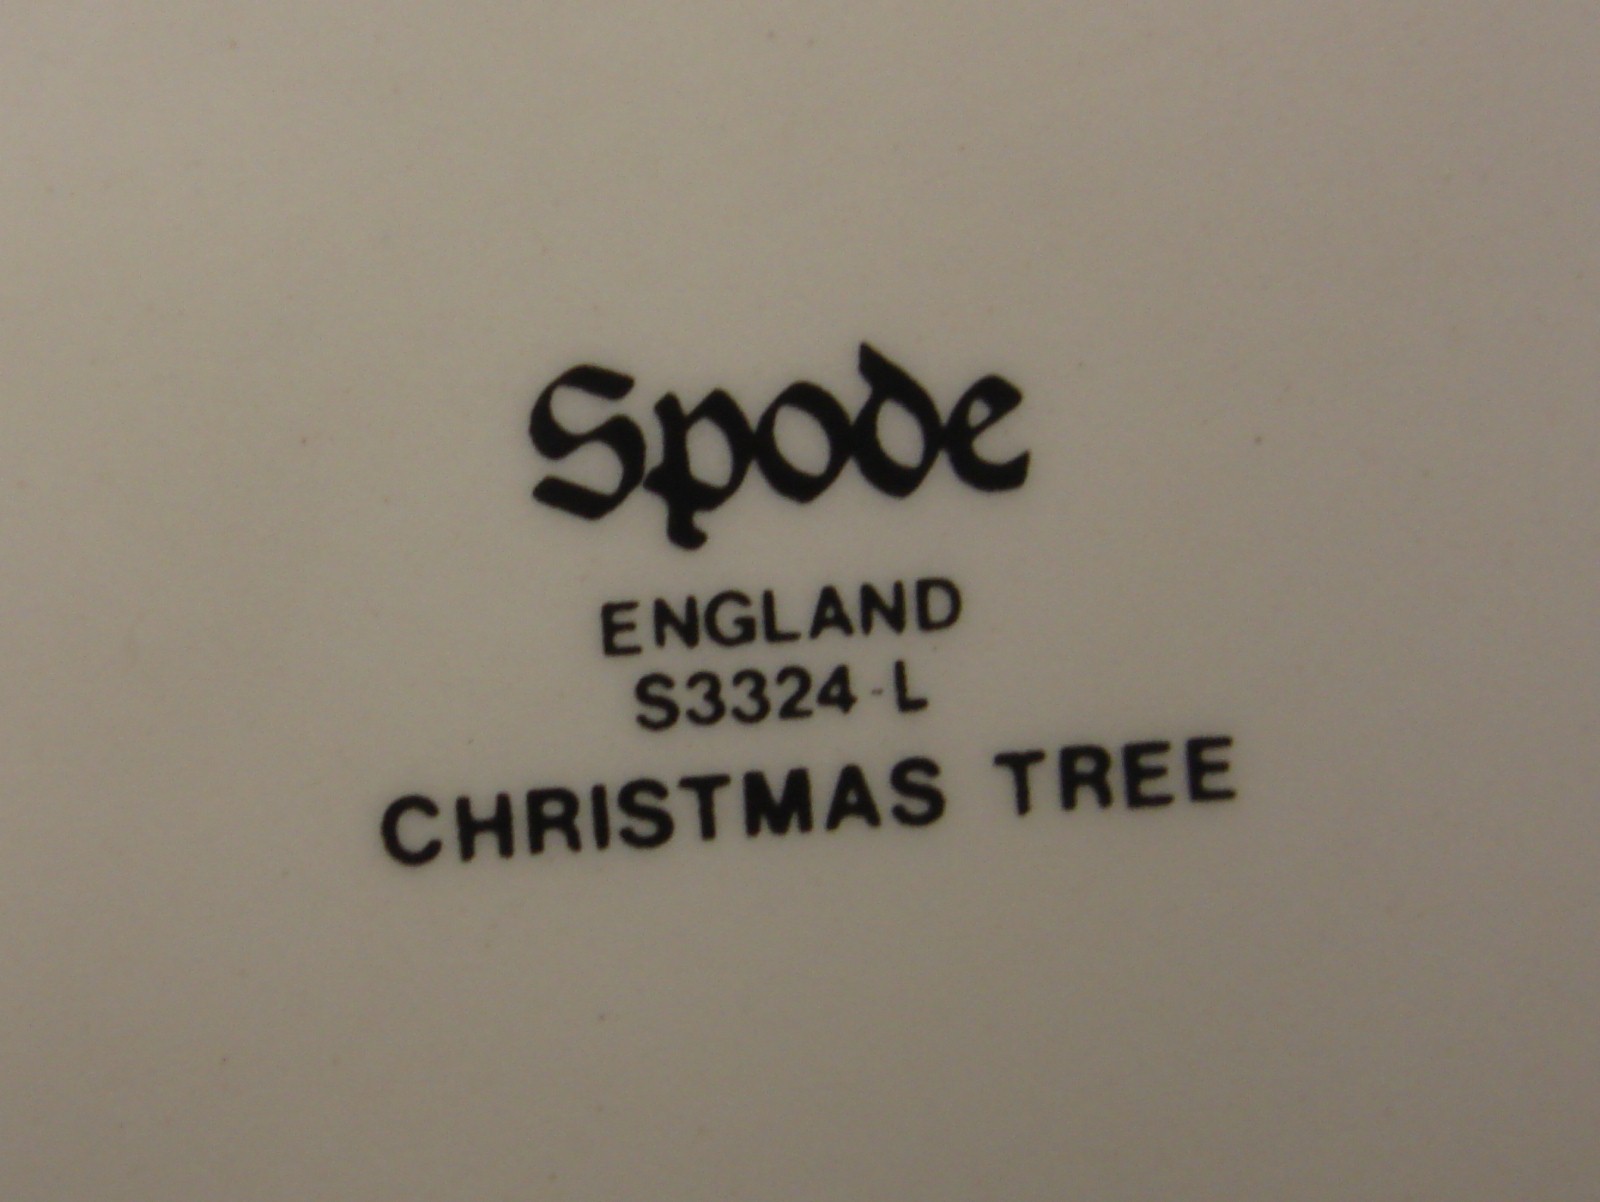 Spode
ENGLAND
S3324-L
CHRISTMAS TREE